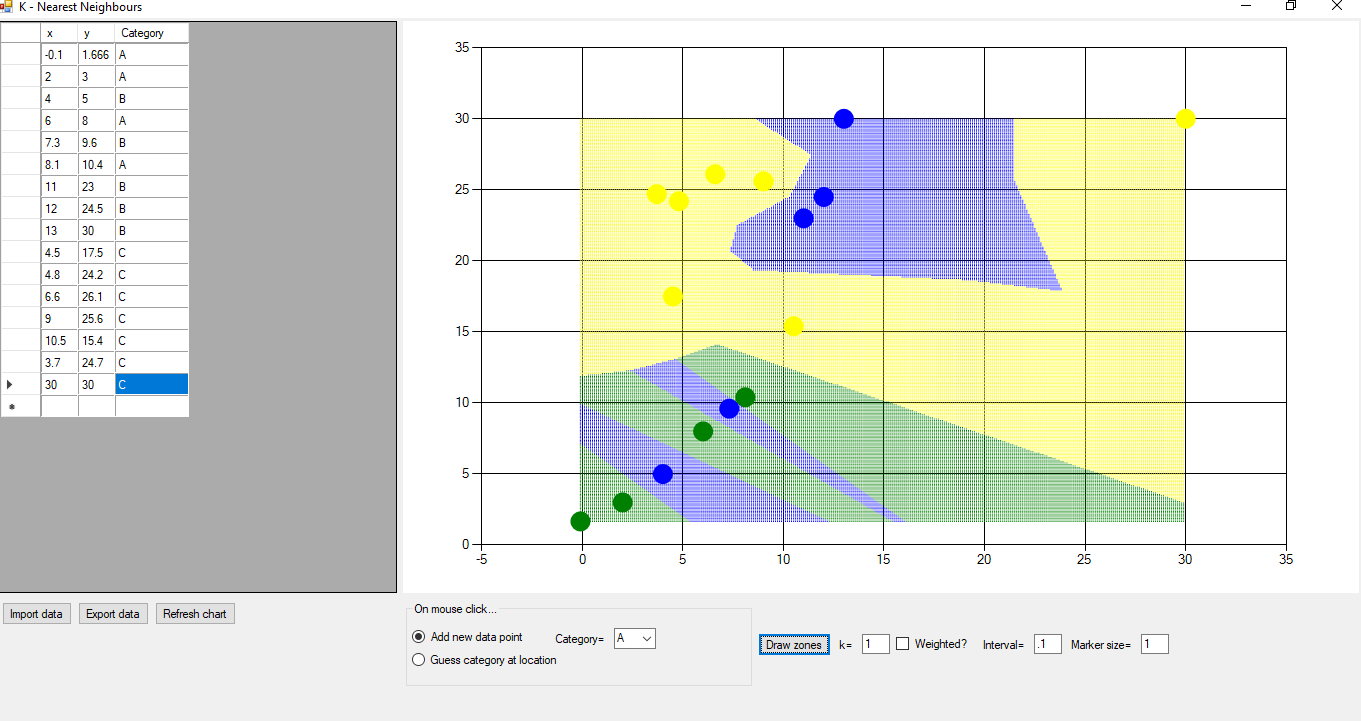 K - Nearest Neighbours
x y Category
-0.1 1.666 A
2 3 A
4 5 B
6 8 A
7.3 9.6 B
8.1 10.4 A
11 23 B
12 24.5 B
13 30 B
4.5 17.5 C
4.8 24.2 C
6.6 26.1 C
9 25.6 C
10.5 15.4 C
3.7 24.7 C
30 30 C
35
30
25
20
15
10
5
0
-5 0 5 10 15 20 25 30 35
Import data Export data Refresh chart
On mouse click...
Add new data point Category= A
Guess category at location
Draw zones k= 1 Weighted? Interval= .1 Marker size= 1